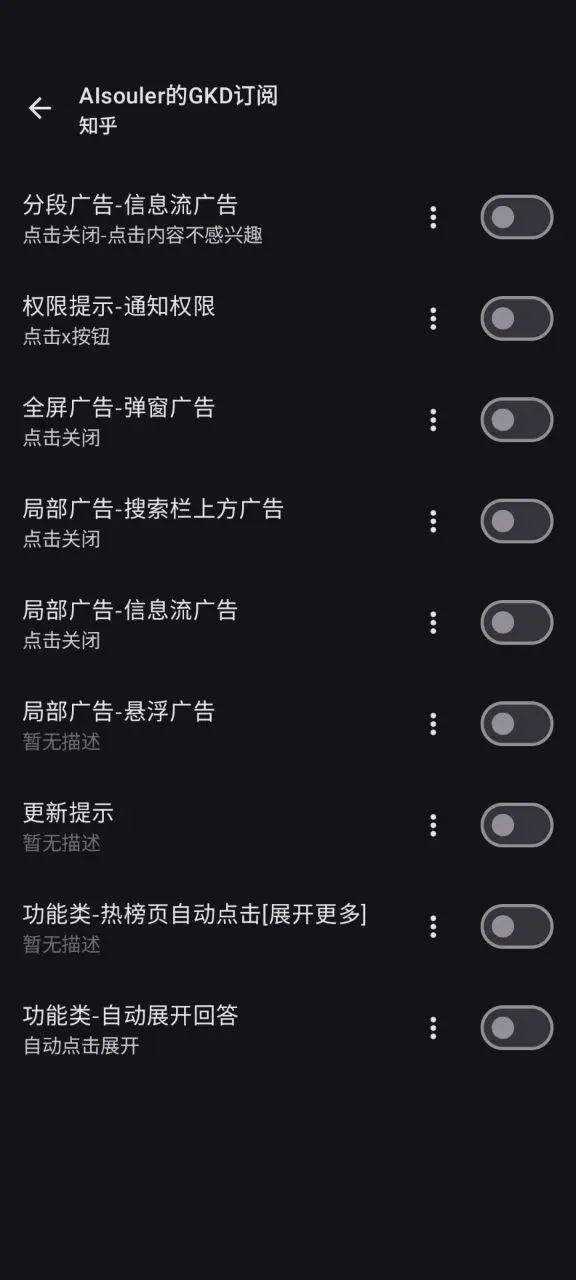 AIsouler的GKD订阅
知乎
分段广告-信息流广告
点击关闭-点击内容不感兴趣
权限提示-通知权限
点击x按钮
全屏广告-弹窗广告
点击关闭
局部广告-搜索栏上方广告
点击关闭
局部广告-信息流广告
点击关闭
局部广告-悬浮广告
暂无描述
更新提示
暂无描述
功能类-热榜页自动点击[展开更多]
暂无描述
功能类-自动展开回答
自动点击展开